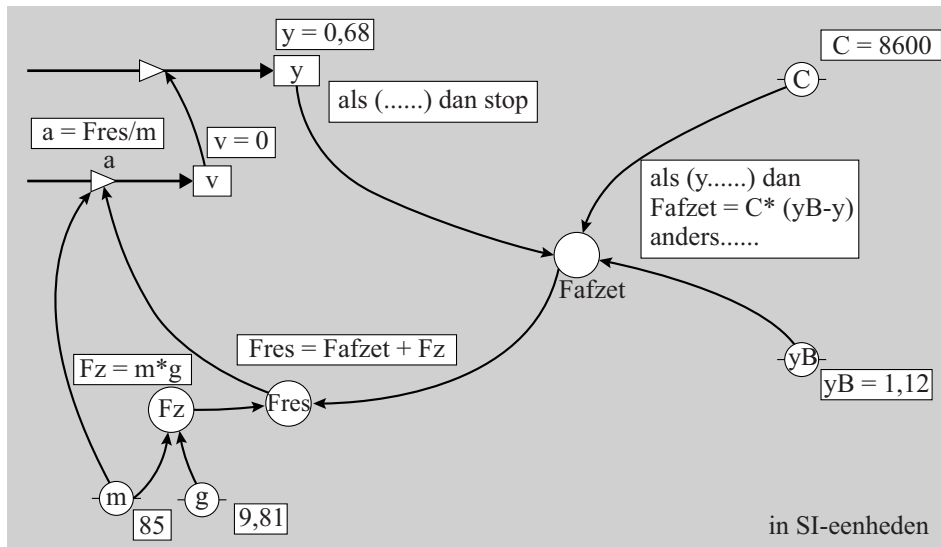 y = 0,68
C = 8600
y
C
als (......) dan stop
a = Fres/m
v = 0
a
v
als (y......) dan
Fafzet = C* (yB-y)
anders......
Fafzet
Fres = Fafzet + Fz
Fz = m*g
yB
yB = 1,12
Fz
Fres
m
g
85
9,81
in SI-eenheden